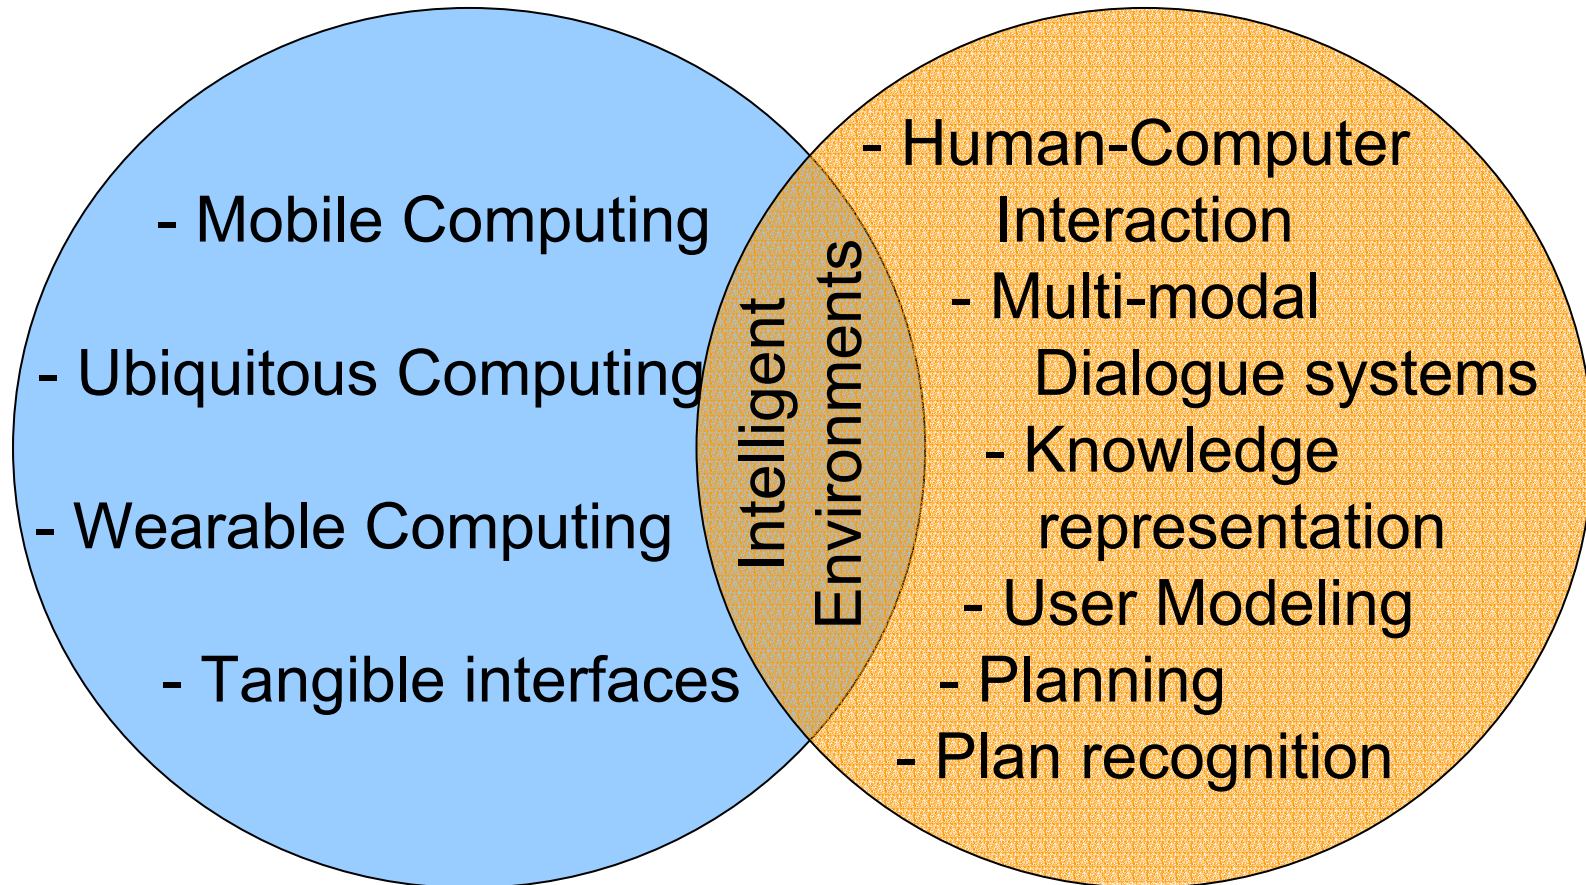 - Mobile Computing
- Ubiquitous Computing
- Wearable Computing
- Tangible interfaces
Intelligent
Environments
- Human-Computer
Interaction
- Multi-modal
Dialogue systems
- Knowledge
representation
- User Modeling
- Planning
- Plan recognition